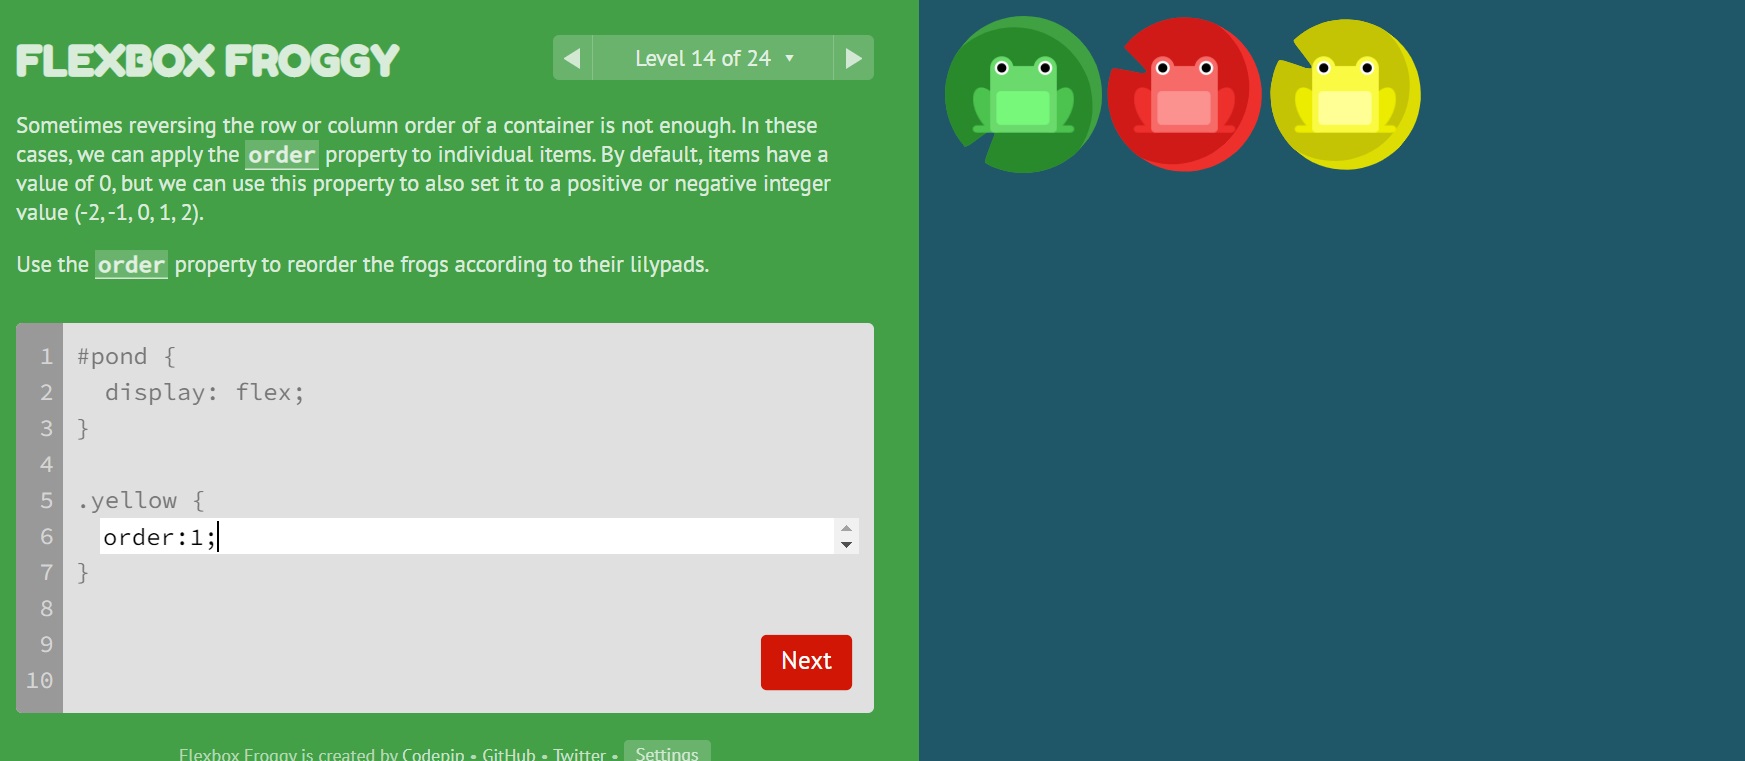 FLEXBOX FROGGY
Level 14 of 24 ▾
Sometimes reversing the row or column order of a container is not enough. In these
cases, we can apply the order property to individual items. By default, items have a
value of 0, but we can use this property to also set it to a positive or negative integer
value (-2, -1, 0, 1, 2).
Use the order property to reorder the frogs according to their lilypads.
1 #pond {
2 display: flex;
3 }
4
5 .yellow {
6 order:1;
7 }
8
9
10
Next
Flexbox Froggy is created by Codepip • GitHub • Twitter • Settings